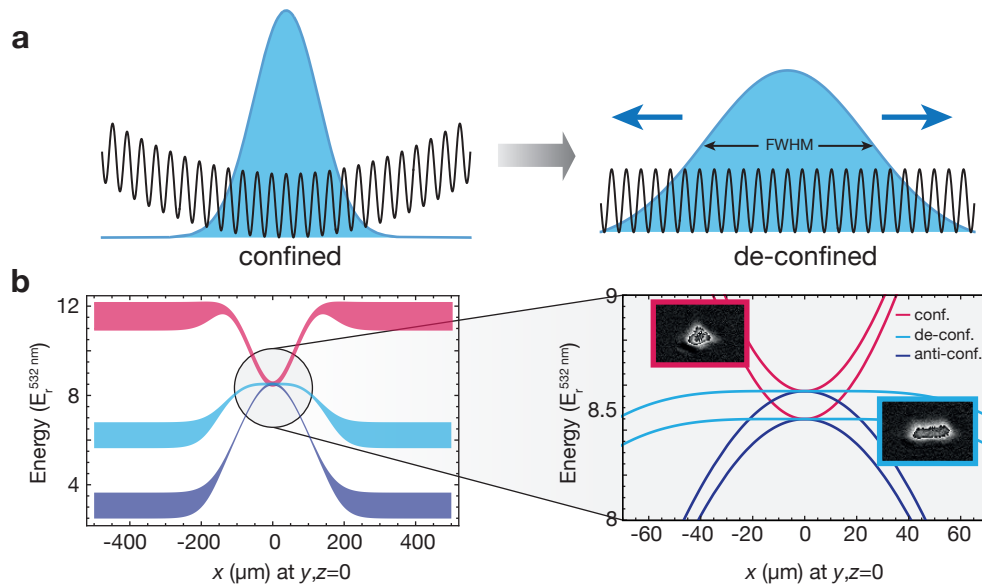 a
FWHM
confined
de-confined
b
12
8
4
Energy (E_r^532 nm)
-400
-200
0
200
400
x (µm) at y,z=0
9
8.5
8
Energy (E_r^532 nm)
conf.
de-conf.
anti-conf.
-60
-40
-20
0
20
40
60
x (µm) at y,z=0